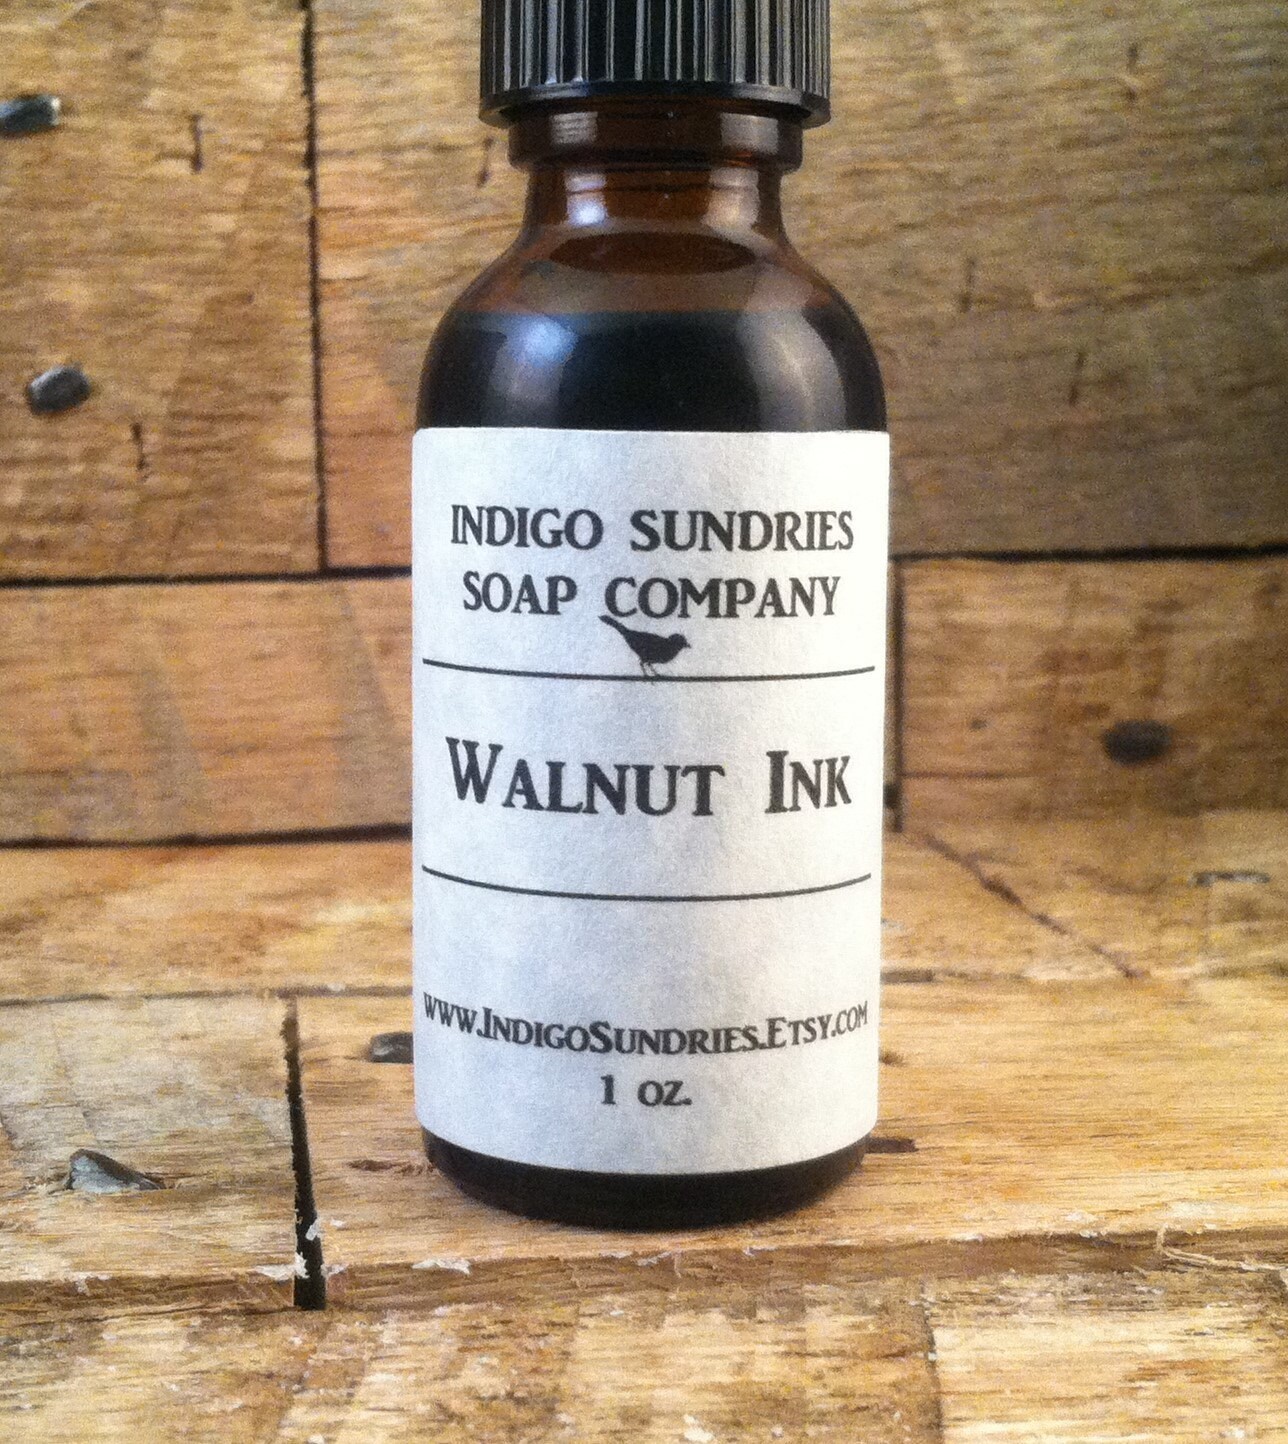 INDIGO SUNDRIES
SOAP COMPANY
WALNUT INK
WWW.INDIGOSUNDRIES.ETSY.COM
1 OZ.